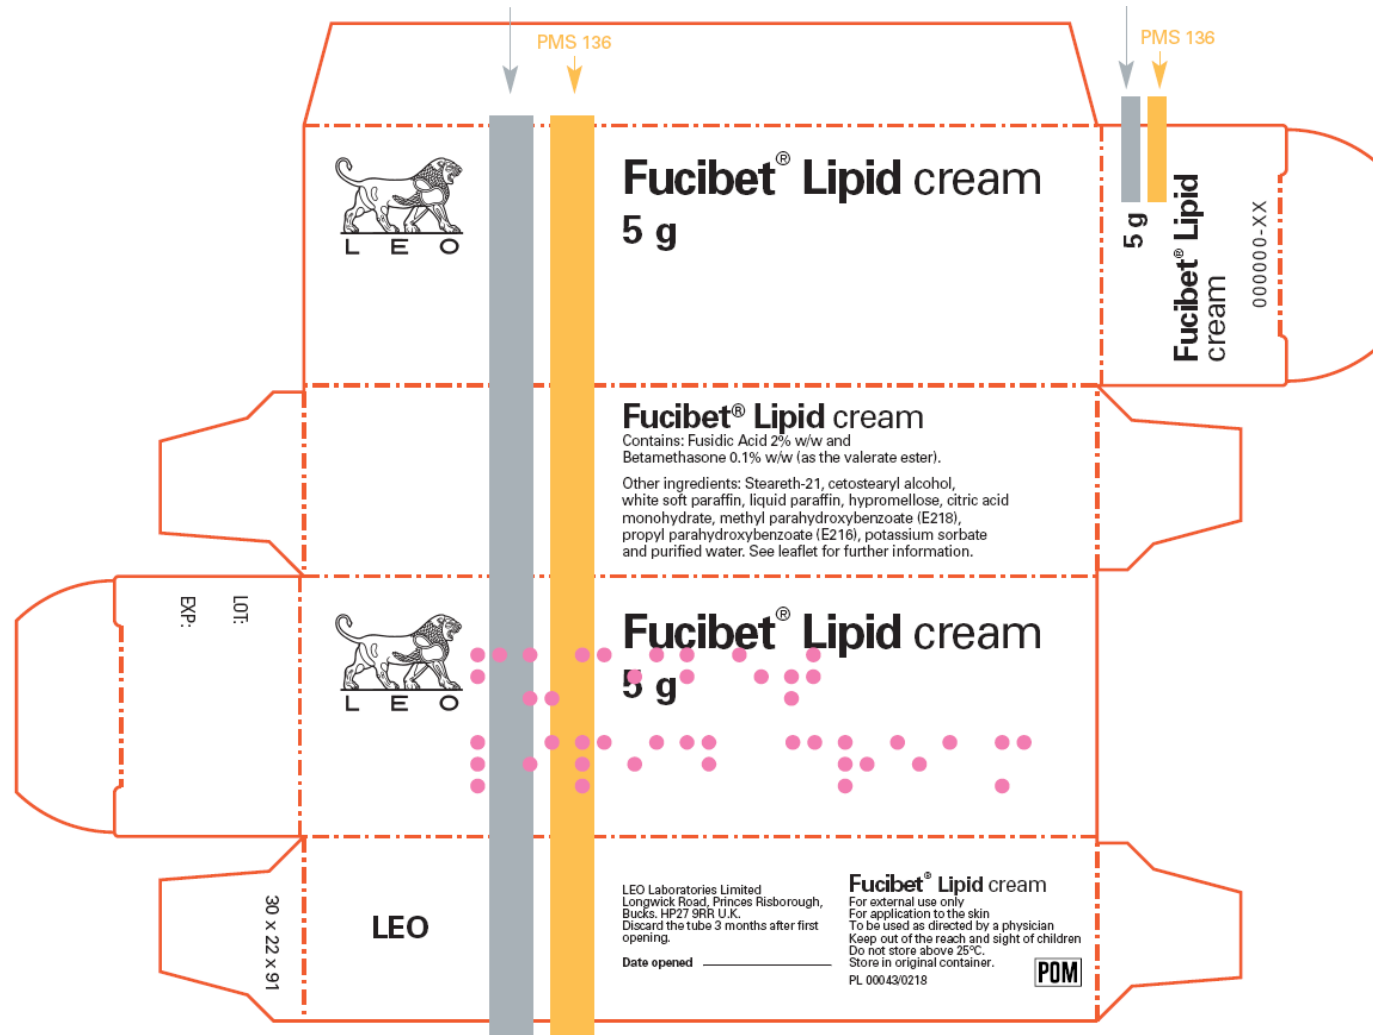 PMS 136
PMS 136
LEO
Fucibet® Lipid cream
5 g
5 g
Fucibet® Lipid
cream
000000-XX
Fucibet® Lipid cream
Contains: Fusidic Acid 2% w/w and
Betamethasone 0.1% w/w (as the valerate ester).
Other ingredients: Steareth-21, cetostearyl alcohol,
white soft paraffin, liquid paraffin, hypromellose, citric acid
monohydrate, methyl parahydroxybenzoate (E218),
propyl parahydroxybenzoate (E216), potassium sorbate
and purified water. See leaflet for further information.
LOT:
EXP:
LEO
Fucibet® Lipid cream
5 g
30 x 22 x 91
LEO
LEO Laboratories Limited
Longwick Road, Princes Risborough,
Bucks. HP27 9RR U.K.
Discard the tube 3 months after first
opening.
Date opened
Fucibet® Lipid cream
For external use only
For application to the skin
To be used as directed by a physician
Keep out of the reach and sight of children
Do not store above 25°C.
Store in original container.
PL 00043/0218
POM